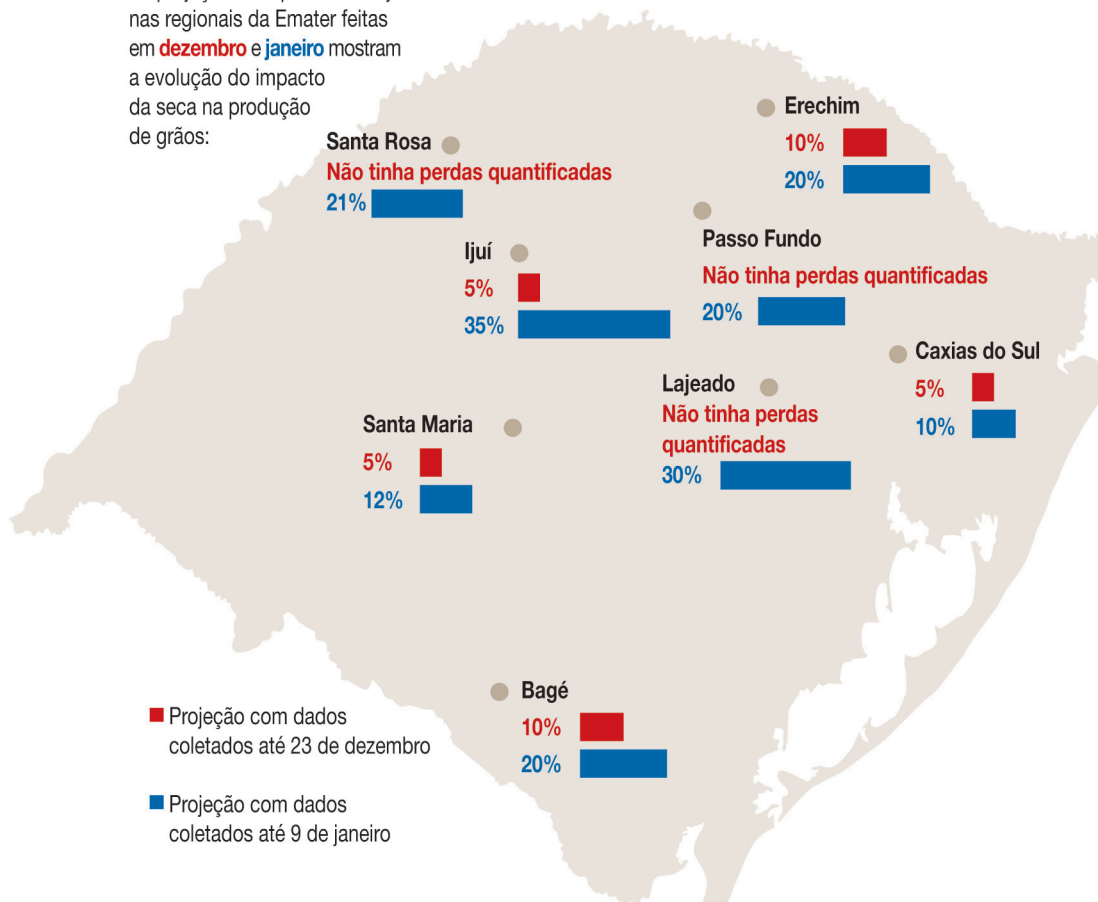 nas regionais da Emater feitas
em dezembro e janeiro mostram
a evolução do impacto
da seca na produção
de grãos:
Erechim
10%
20%
Santa Rosa
Não tinha perdas quantificadas
21%
Passo Fundo
Não tinha perdas quantificadas
20%
Ijuí
5%
35%
Caxias do Sul
5%
10%
Lajeado
Não tinha perdas
quantificadas
30%
Santa Maria
5%
12%
Bagé
10%
20%
Projeção com dados
coletados até 23 de dezembro
Projeção com dados
coletados até 9 de janeiro